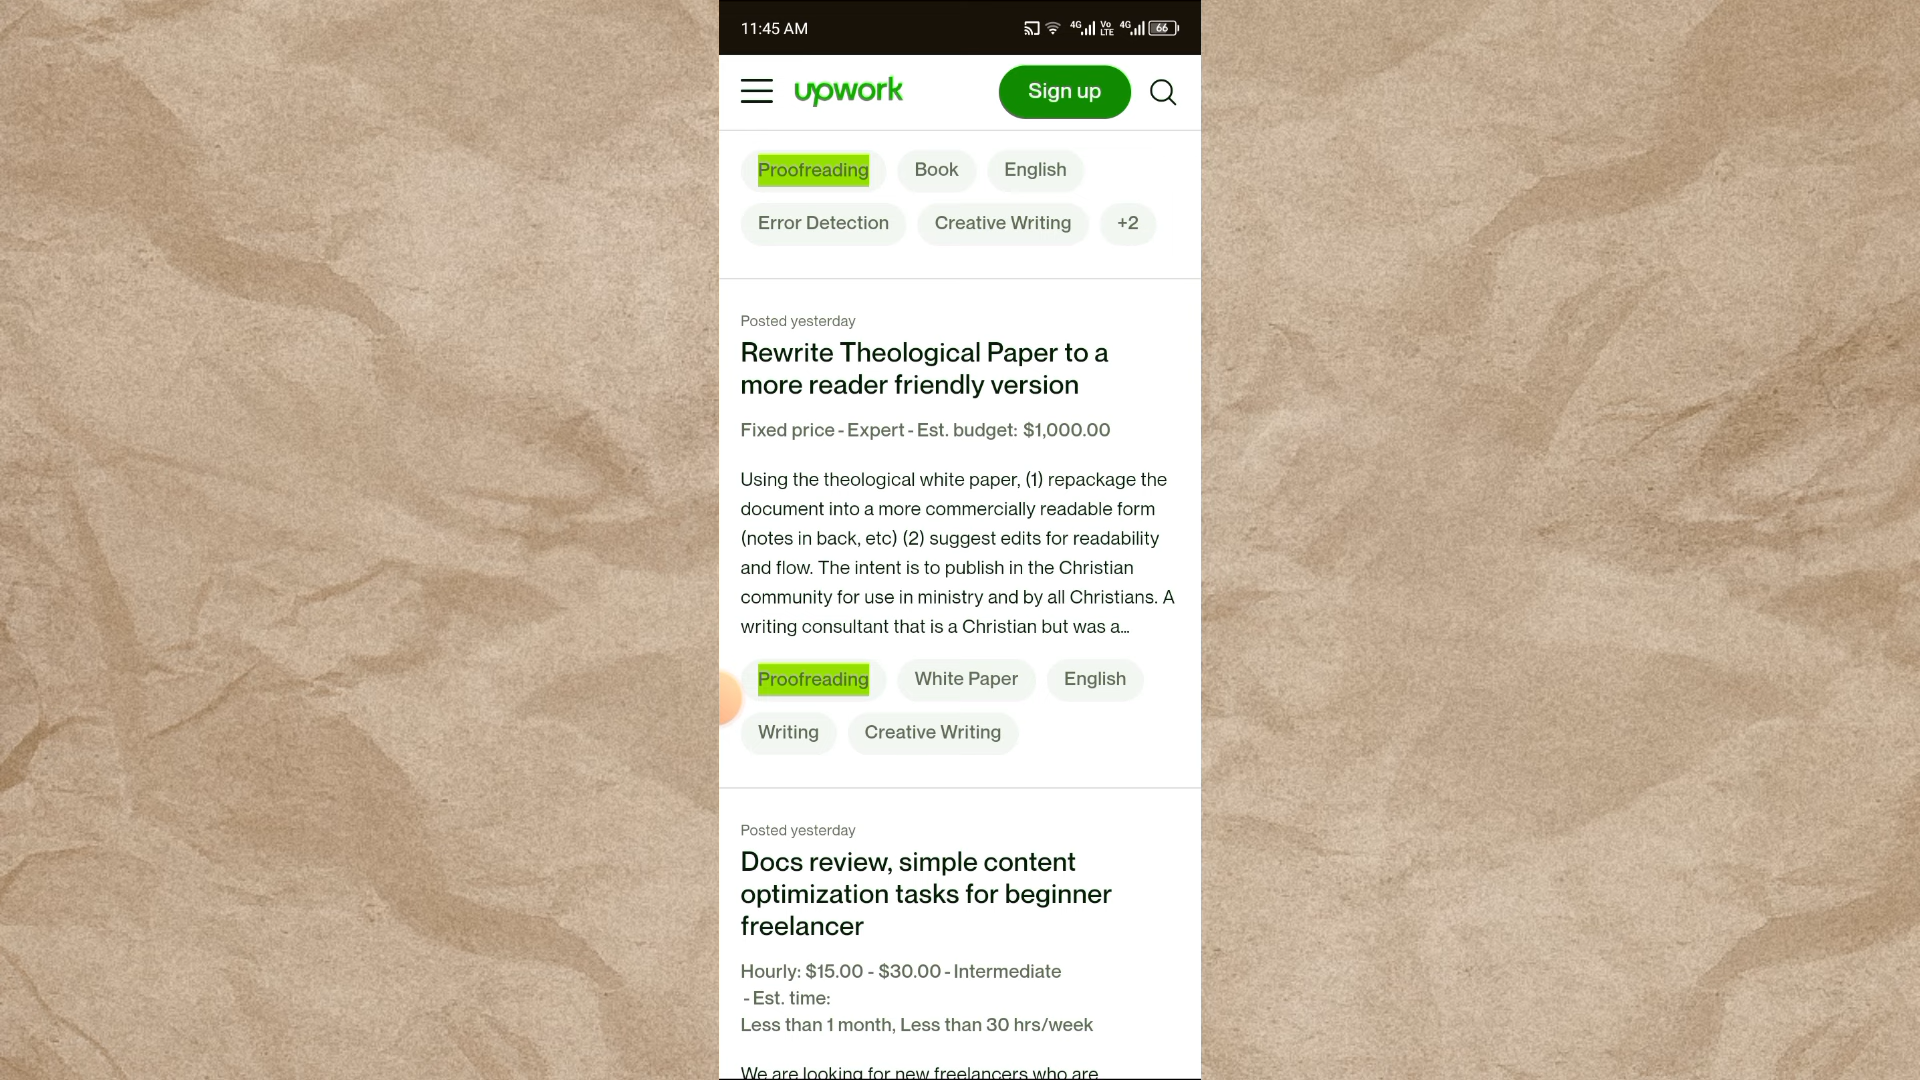 11:45 AM 4G Vo LTE 4G 66
upwork Sign up
Proofreading Book English
Error Detection Creative Writing +2
Posted yesterday
Rewrite Theological Paper to a
more reader friendly version
Fixed price - Expert - Est. budget: $1,000.00
Using the theological white paper, (1) repackage the
document into a more commercially readable form
(notes in back, etc) (2) suggest edits for readability
and flow. The intent is to publish in the Christian
community for use in ministry and by all Christians. A
writing consultant that is a Christian but was a...
Proofreading White Paper English
Writing Creative Writing
Posted yesterday
Docs review, simple content
optimization tasks for beginner
freelancer
Hourly: $15.00 - $30.00 - Intermediate
- Est. time:
Less than 1 month, Less than 30 hrs/week
We are looking for new freelancers who are